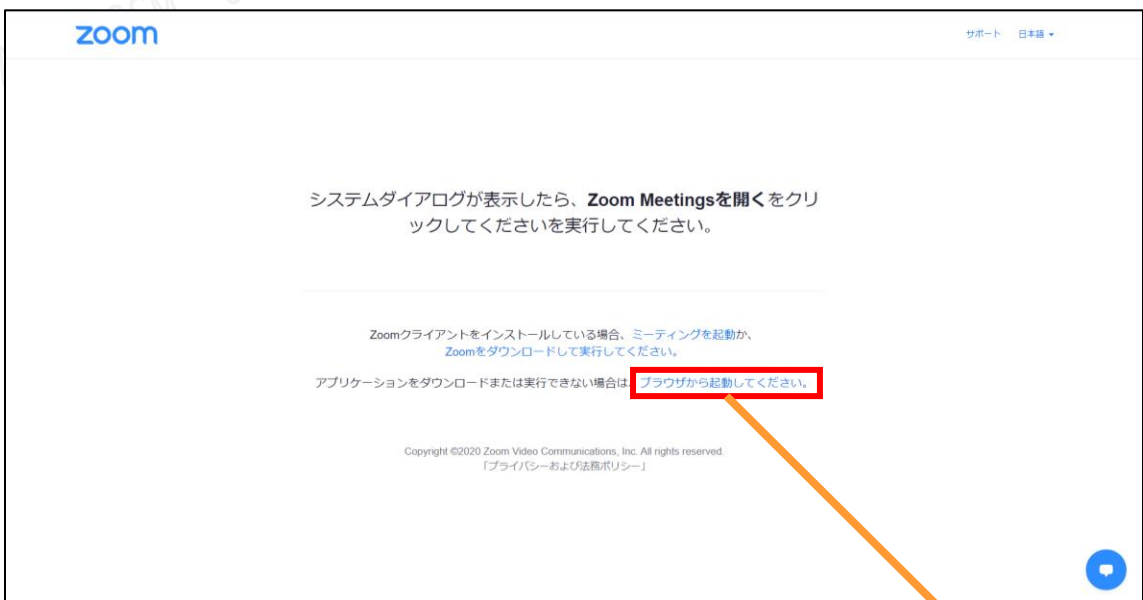 zoom
サポート 日本語
システムダイアログが表示したら、Zoom Meetingsを開くをクリ
ックしてくださいを実行してください。
Zoomクライアントをインストールしている場合、ミーティングを起動か、
Zoomをダウンロードして実行してください。
アプリケーションをダウンロードまたは実行できない場合は、ブラウザから起動してください。
Copyright ©2020 Zoom Video Communications, Inc. All rights reserved.
「プライバシーおよび法務ポリシー」